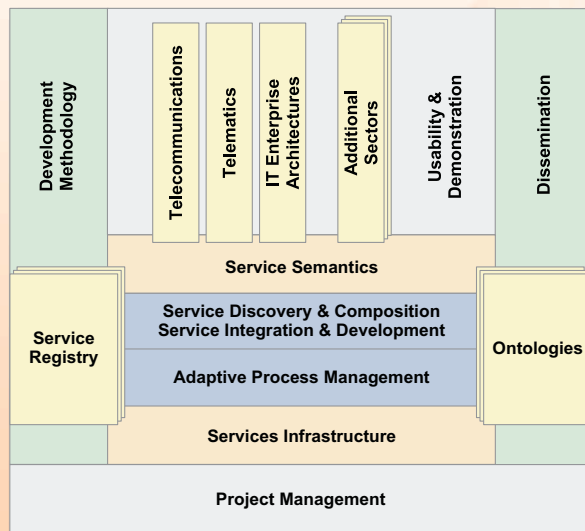 Development
Methodology
Telecommunications
Telematics
IT Enterprise
Architectures
Additional
Sectors
Usability &
Demonstration
Dissemination
Service Semantics
Service Discovery & Composition
Service Integration & Development
Service
Registry
Ontologies
Adaptive Process Management
Services Infrastructure
Project Management